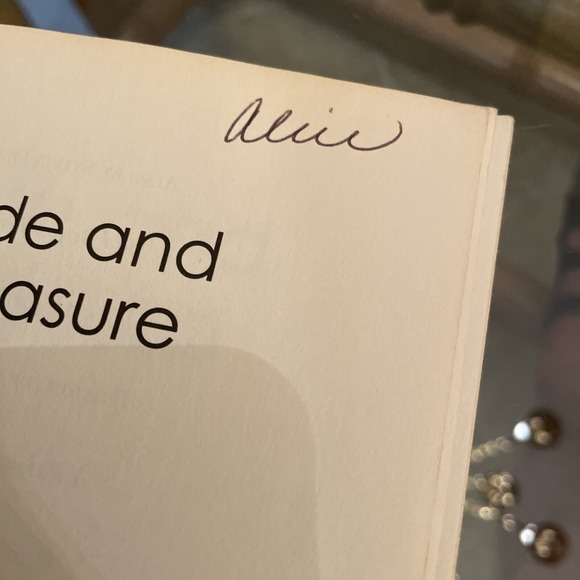 Alice
de and
asure